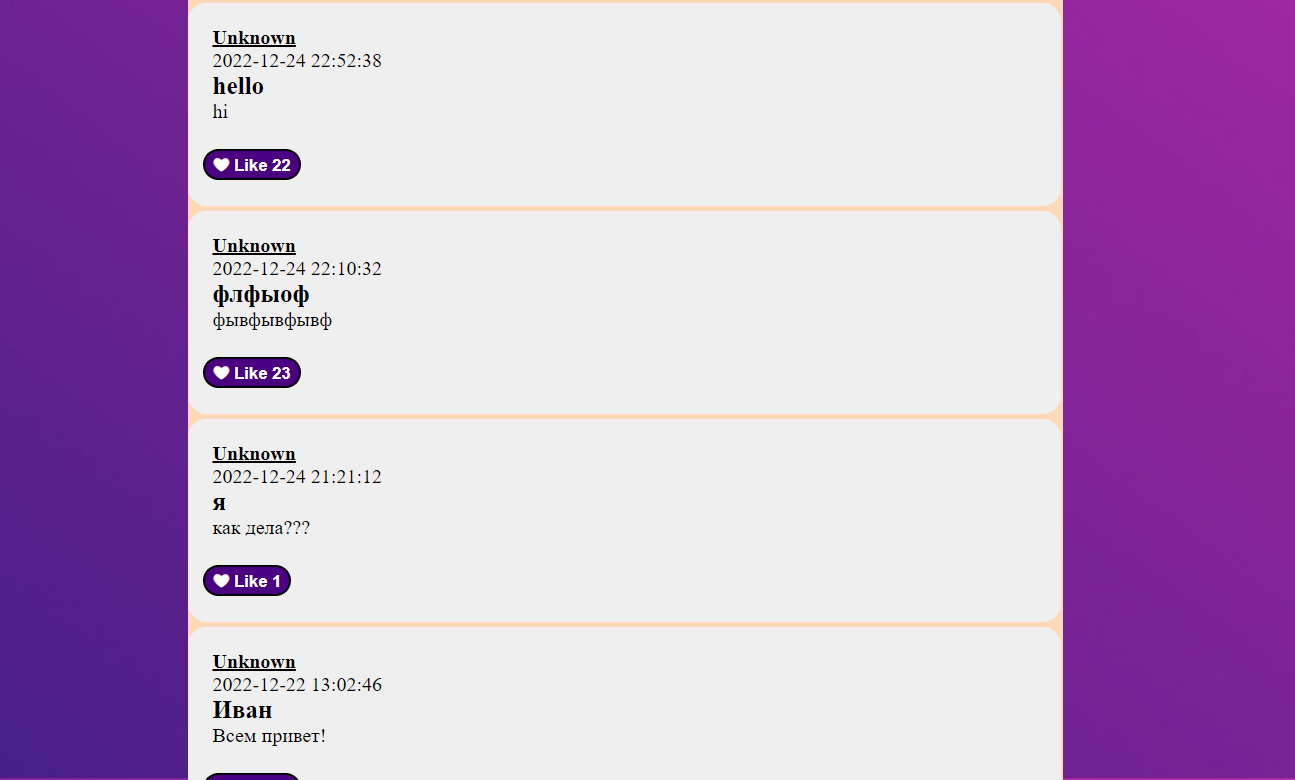 Unknown
2022-12-24 22:52:38
hello
hi
Like 22
Unknown
2022-12-24 22:10:32
флфыоф
фывфывфывф
Like 23
Unknown
2022-12-24 21:21:12
я
как дела???
Like 1
Unknown
2022-12-22 13:02:46
Иван
Всем привет!